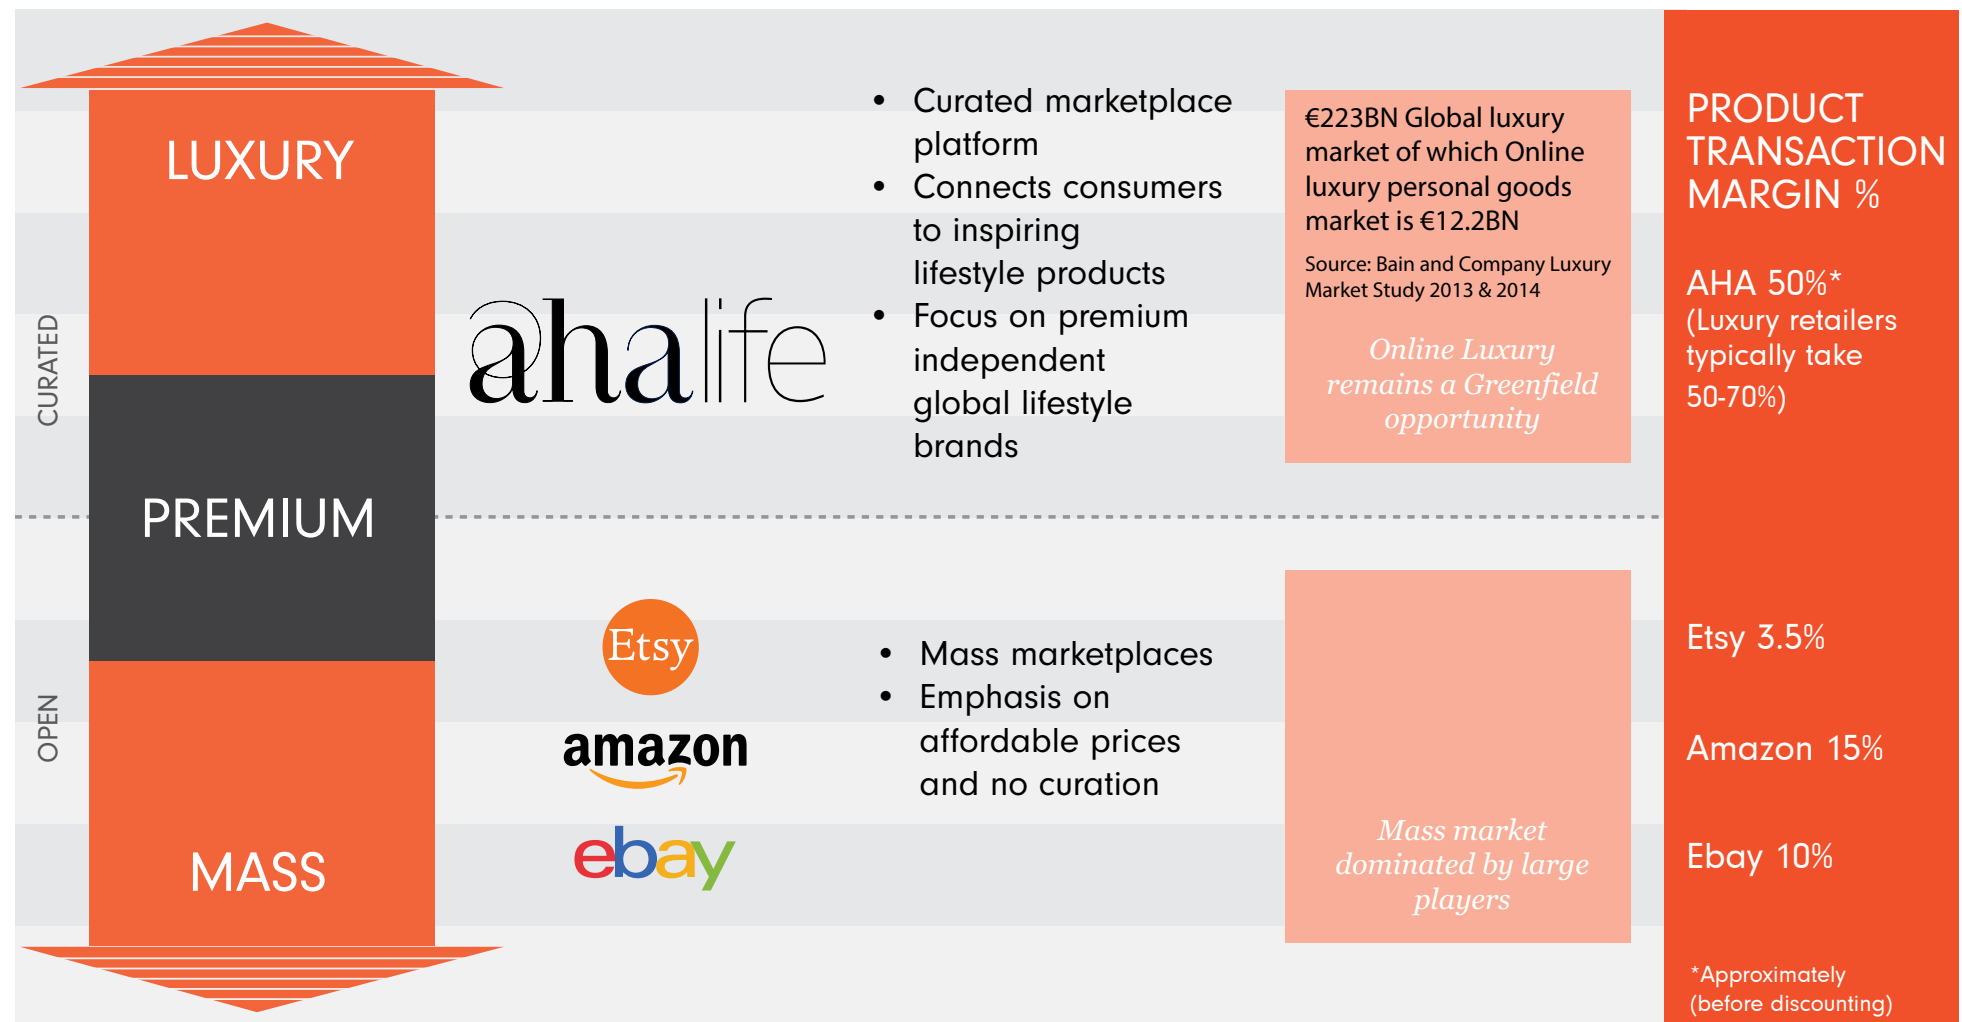 LUXURY
PREMIUM
MASS
CURATED
OPEN
ahalife
• Curated marketplace
platform
• Connects consumers
to inspiring
lifestyle products
• Focus on premium
independent
global lifestyle
brands
€223BN Global luxury
market of which Online
luxury personal goods
market is €12.2BN
Source: Bain and Company Luxury
Market Study 2013 & 2014
Online Luxury
remains a Greenfield
opportunity
Etsy
amazon
ebay
• Mass marketplaces
• Emphasis on
affordable prices
and no curation
Mass market
dominated by large
players
PRODUCT
TRANSACTION
MARGIN %
AHA 50%*
(Luxury retailers
typically take
50-70%)
Etsy 3.5%
Amazon 15%
Ebay 10%
*Approximately
(before discounting)